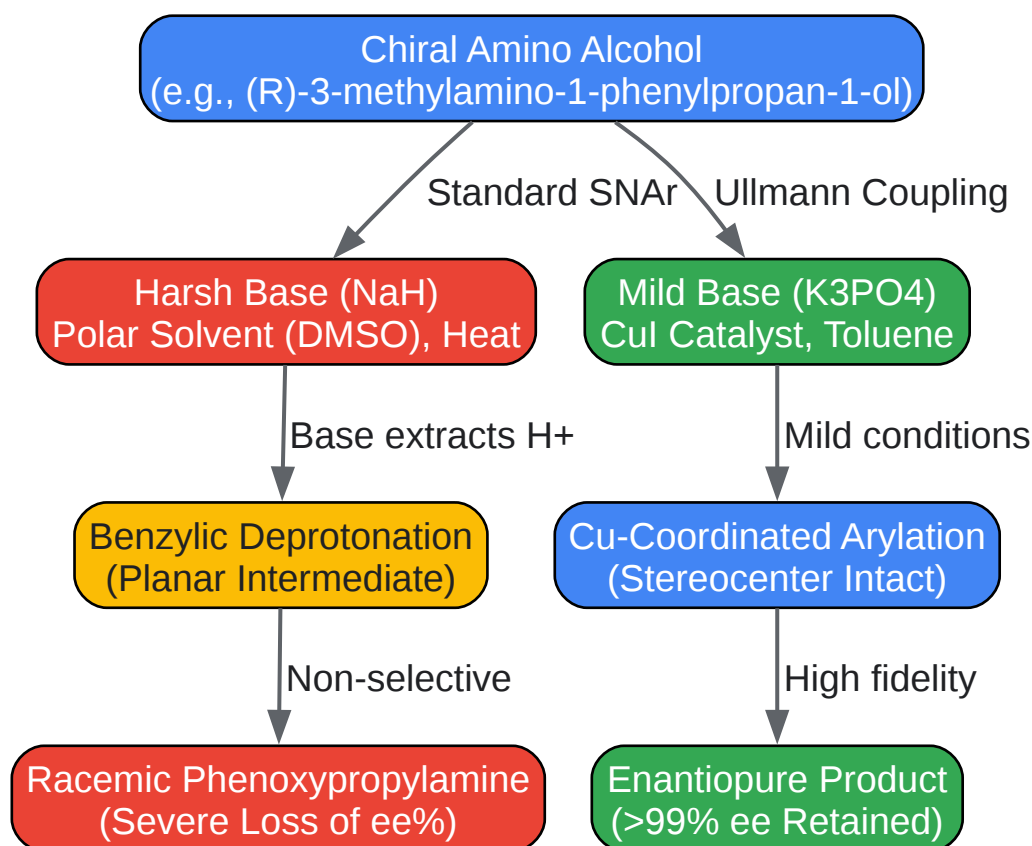 Chiral Amino Alcohol
(e.g., (R)-3-methylamino-1-phenylpropan-1-ol)
Standard SNAr
Ullmann Coupling
Harsh Base (NaH)
Polar Solvent (DMSO), Heat
Mild Base (K3PO4)
CuI Catalyst, Toluene
Base extracts H+
Mild conditions
Benzylic Deprotonation
(Planar Intermediate)
Cu-Coordinated Arylation
(Stereocenter Intact)
Non-selective
High fidelity
Racemic Phenoxypropylamine
(Severe Loss of ee%)
Enantiopure Product
(>99% ee Retained)